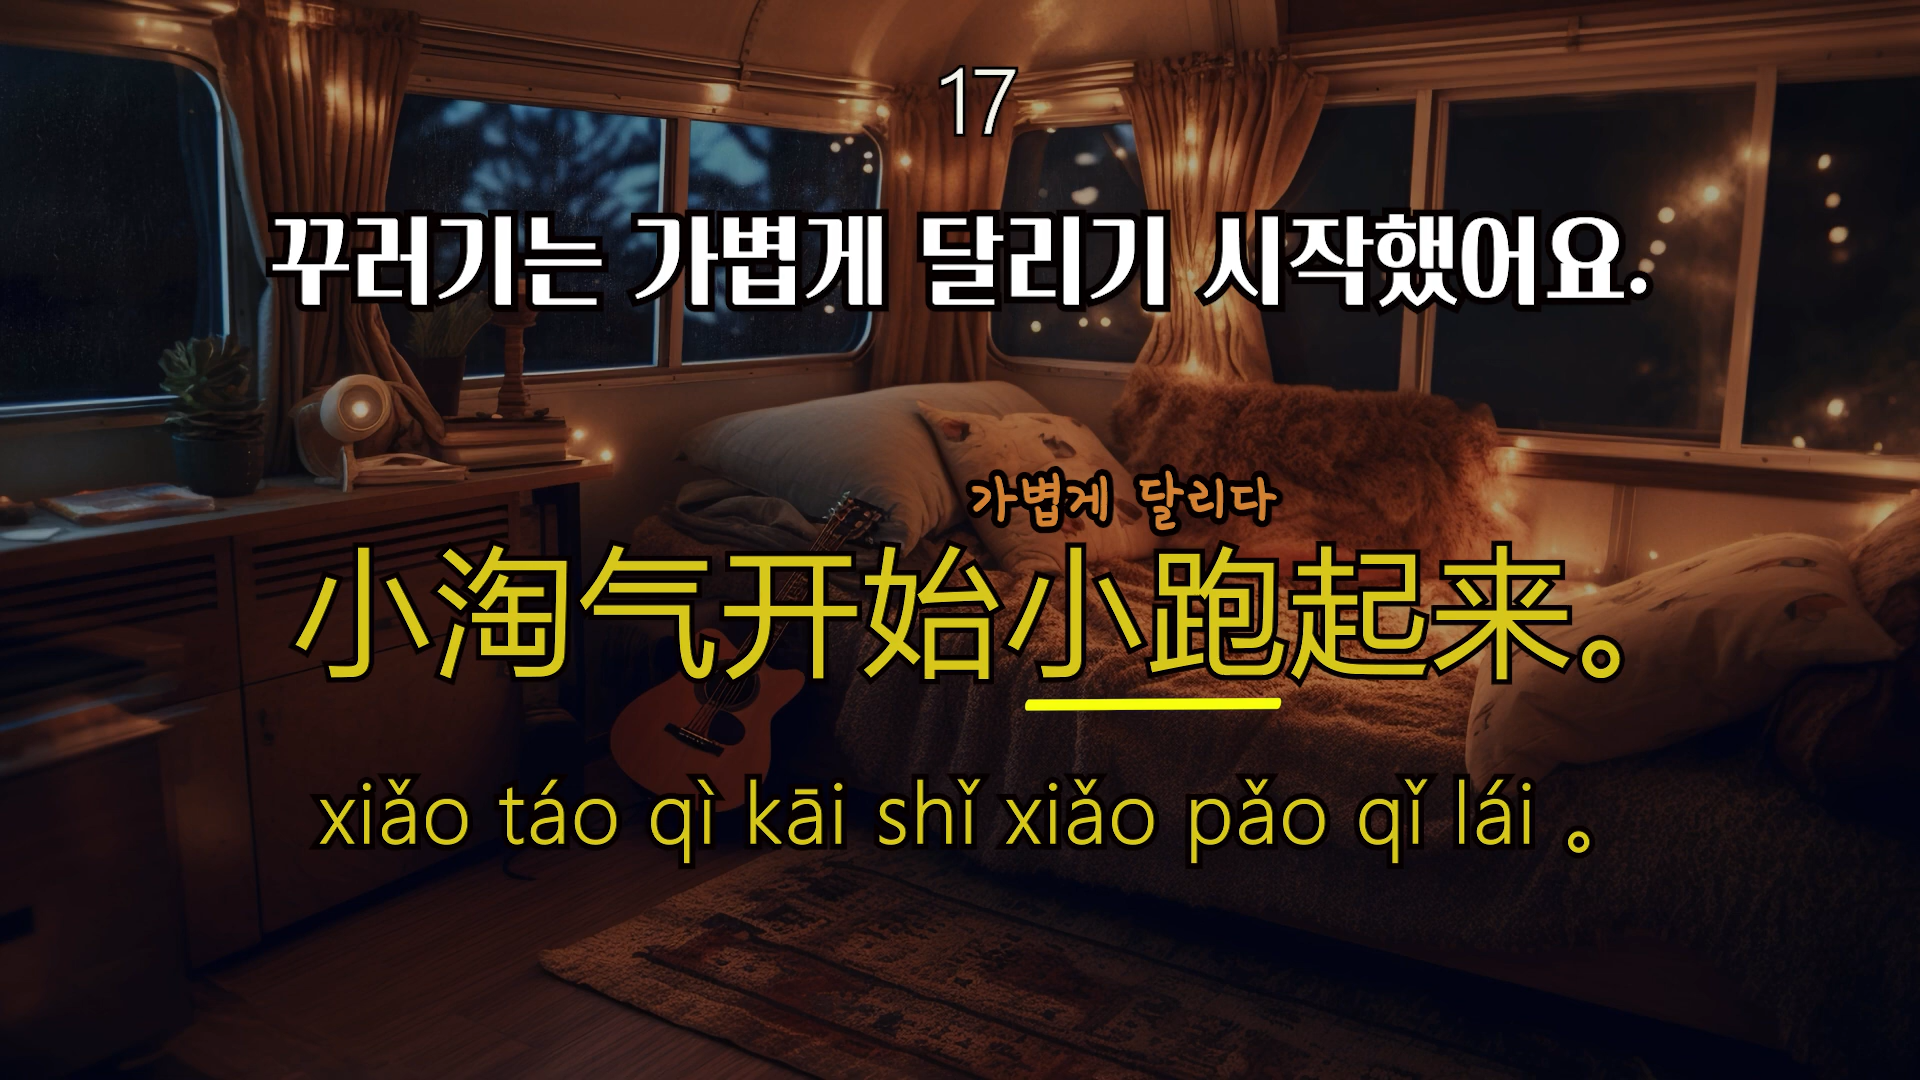 17
꾸러기는 가볍게 달리기 시작했어요.
가볍게 달리다
小淘气开始小跑起来。
xiǎo táo qì kāi shǐ xiǎo pǎo qǐ lái 。